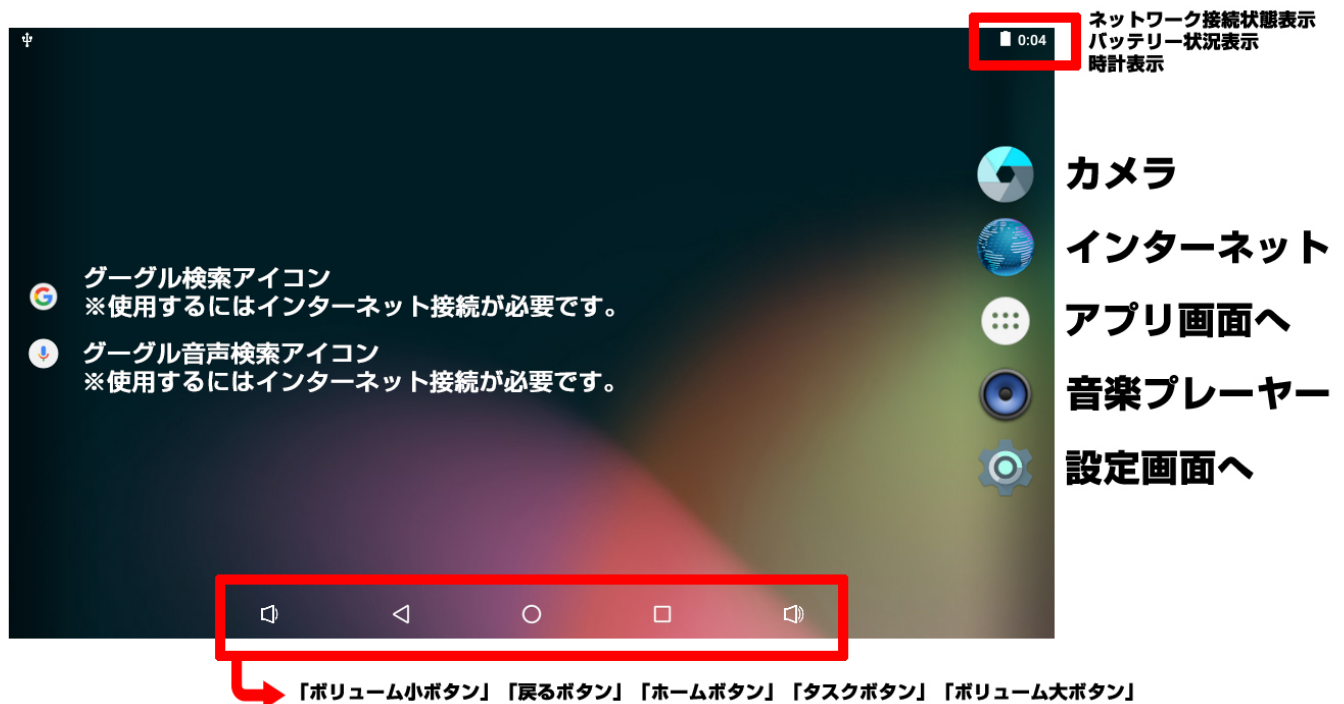 ネットワーク接続状態表示
バッテリー状況表示
時計表示
0:04
カメラ
インターネット
グーグル検索アイコン
※使用するにはインターネット接続が必要です。
アプリ画面へ
グーグル音声検索アイコン
※使用するにはインターネット接続が必要です。
音楽プレーヤー
設定画面へ
「ボリューム小ボタン」「戻るボタン」「ホームボタン」「タスクボタン」「ボリューム大ボタン」